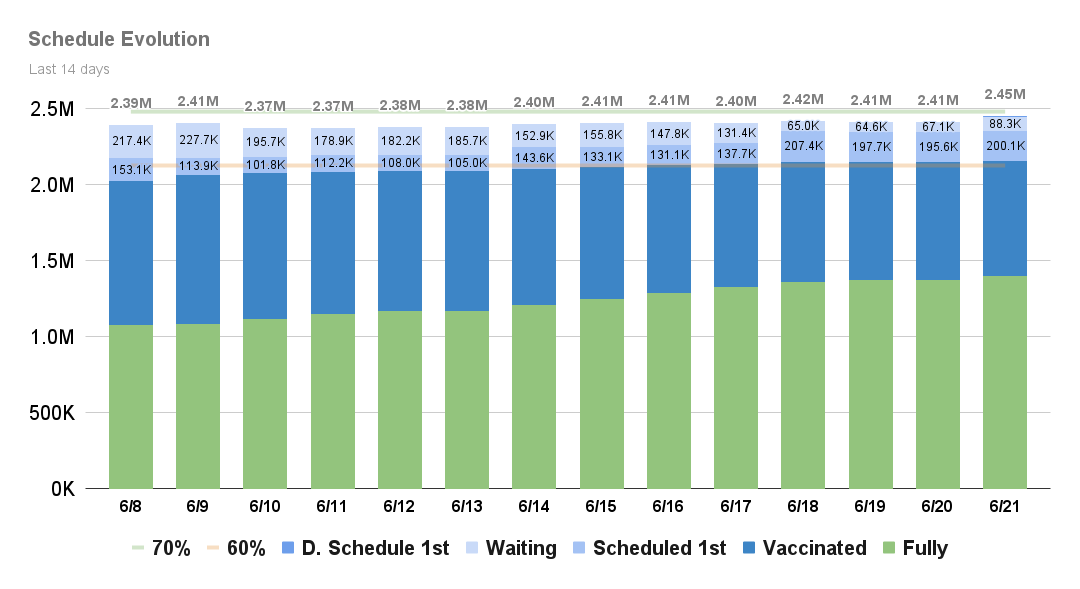 Schedule Evolution
Last 14 days
2.39M 2.41M 2.37M 2.37M 2.38M 2.38M 2.40M 2.41M 2.41M 2.40M 2.42M 2.41M 2.41M 2.45M
2.5M
217.4K 227.7K 195.7K 178.9K 182.2K 185.7K 152.9K 155.8K 147.8K 131.4K 65.0K 64.6K 67.1K 88.3K
153.1K 113.9K 101.8K 112.2K 108.0K 105.0K 143.6K 133.1K 131.1K 137.7K 207.4K 197.7K 195.6K 200.1K
2.0M
1.5M
1.0M
500K
0K
6/8 6/9 6/10 6/11 6/12 6/13 6/14 6/15 6/16 6/17 6/18 6/19 6/20 6/21
70% 60% D. Schedule 1st Waiting Scheduled 1st Vaccinated Fully